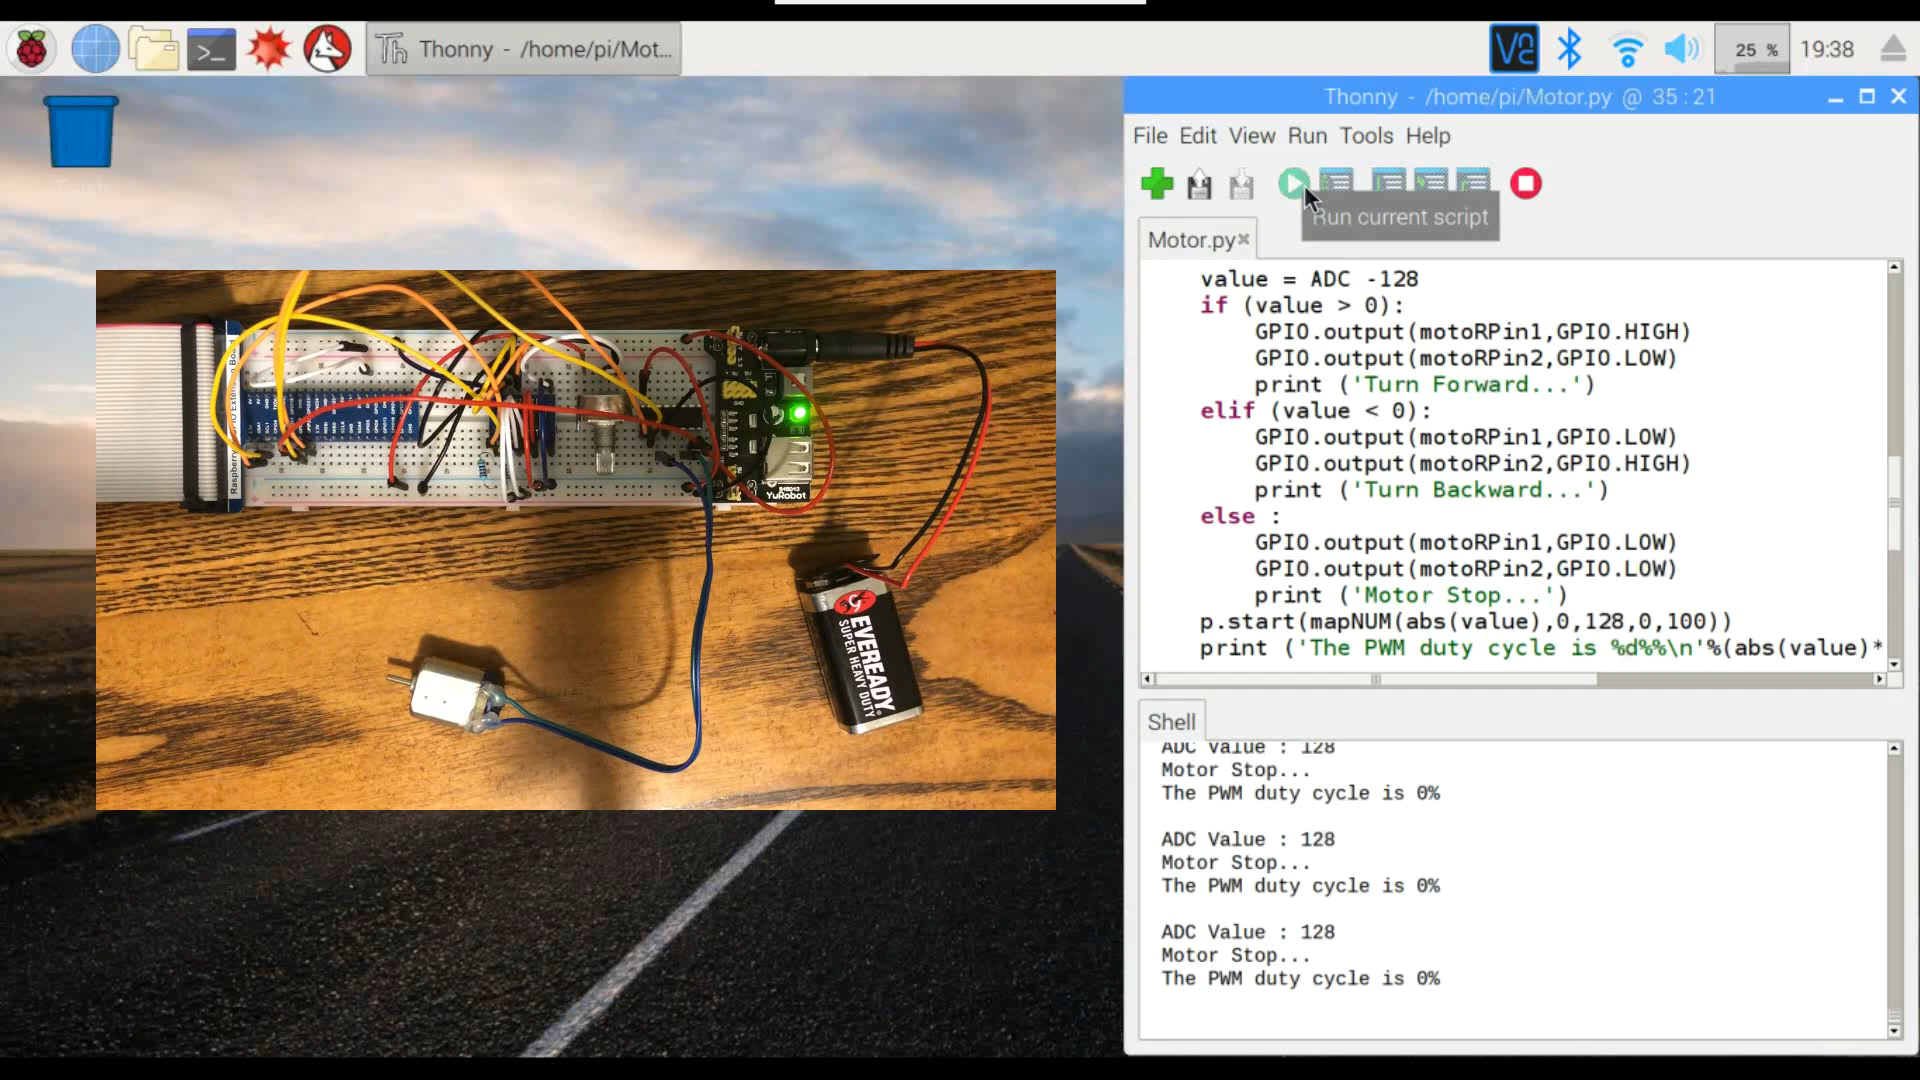 Thonny - /home/pi/Mot...
25 %
19:38
Thonny - /home/pi/Motor.py @ 35:21
File Edit View Run Tools Help
Run current script
Motor.py
value = ADC -128
if (value > 0):
GPIO.output(motoRPin1,GPIO.HIGH)
GPIO.output(motoRPin2,GPIO.LOW)
print ('Turn Forward...')
elif (value < 0):
GPIO.output(motoRPin1,GPIO.LOW)
GPIO.output(motoRPin2,GPIO.HIGH)
print ('Turn Backward...')
else :
GPIO.output(motoRPin1,GPIO.LOW)
GPIO.output(motoRPin2,GPIO.LOW)
print ('Motor Stop...')
p.start(mapNUM(abs(value),0,128,0,100))
print ('The PWM duty cycle is %d%%\n'%(abs(value)*
Shell
ADC Value : 128
Motor Stop...
The PWM duty cycle is 0%
ADC Value : 128
Motor Stop...
The PWM duty cycle is 0%
ADC Value : 128
Motor Stop...
The PWM duty cycle is 0%
545043
YuRobot
EVEREADY
SUPER HEAVY DUTY